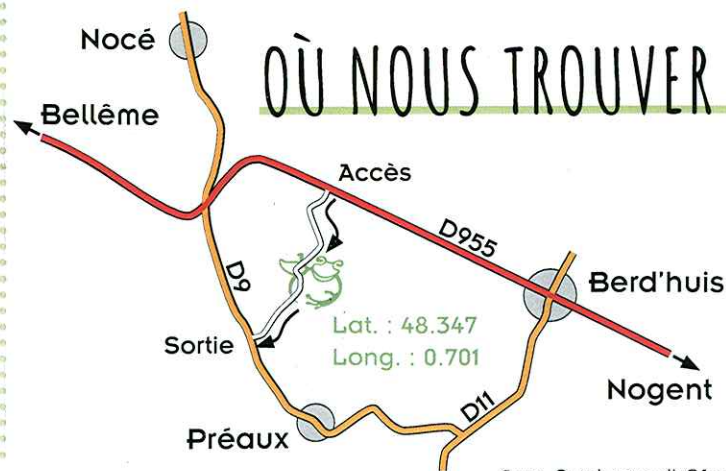 Nocé
OÙ NOUS TROUVER
Bellême
Accès
D955
D9
Berd'huis
Lat. : 48.347
Long. : 0.701
Sortie
Nogent
D11
Préaux